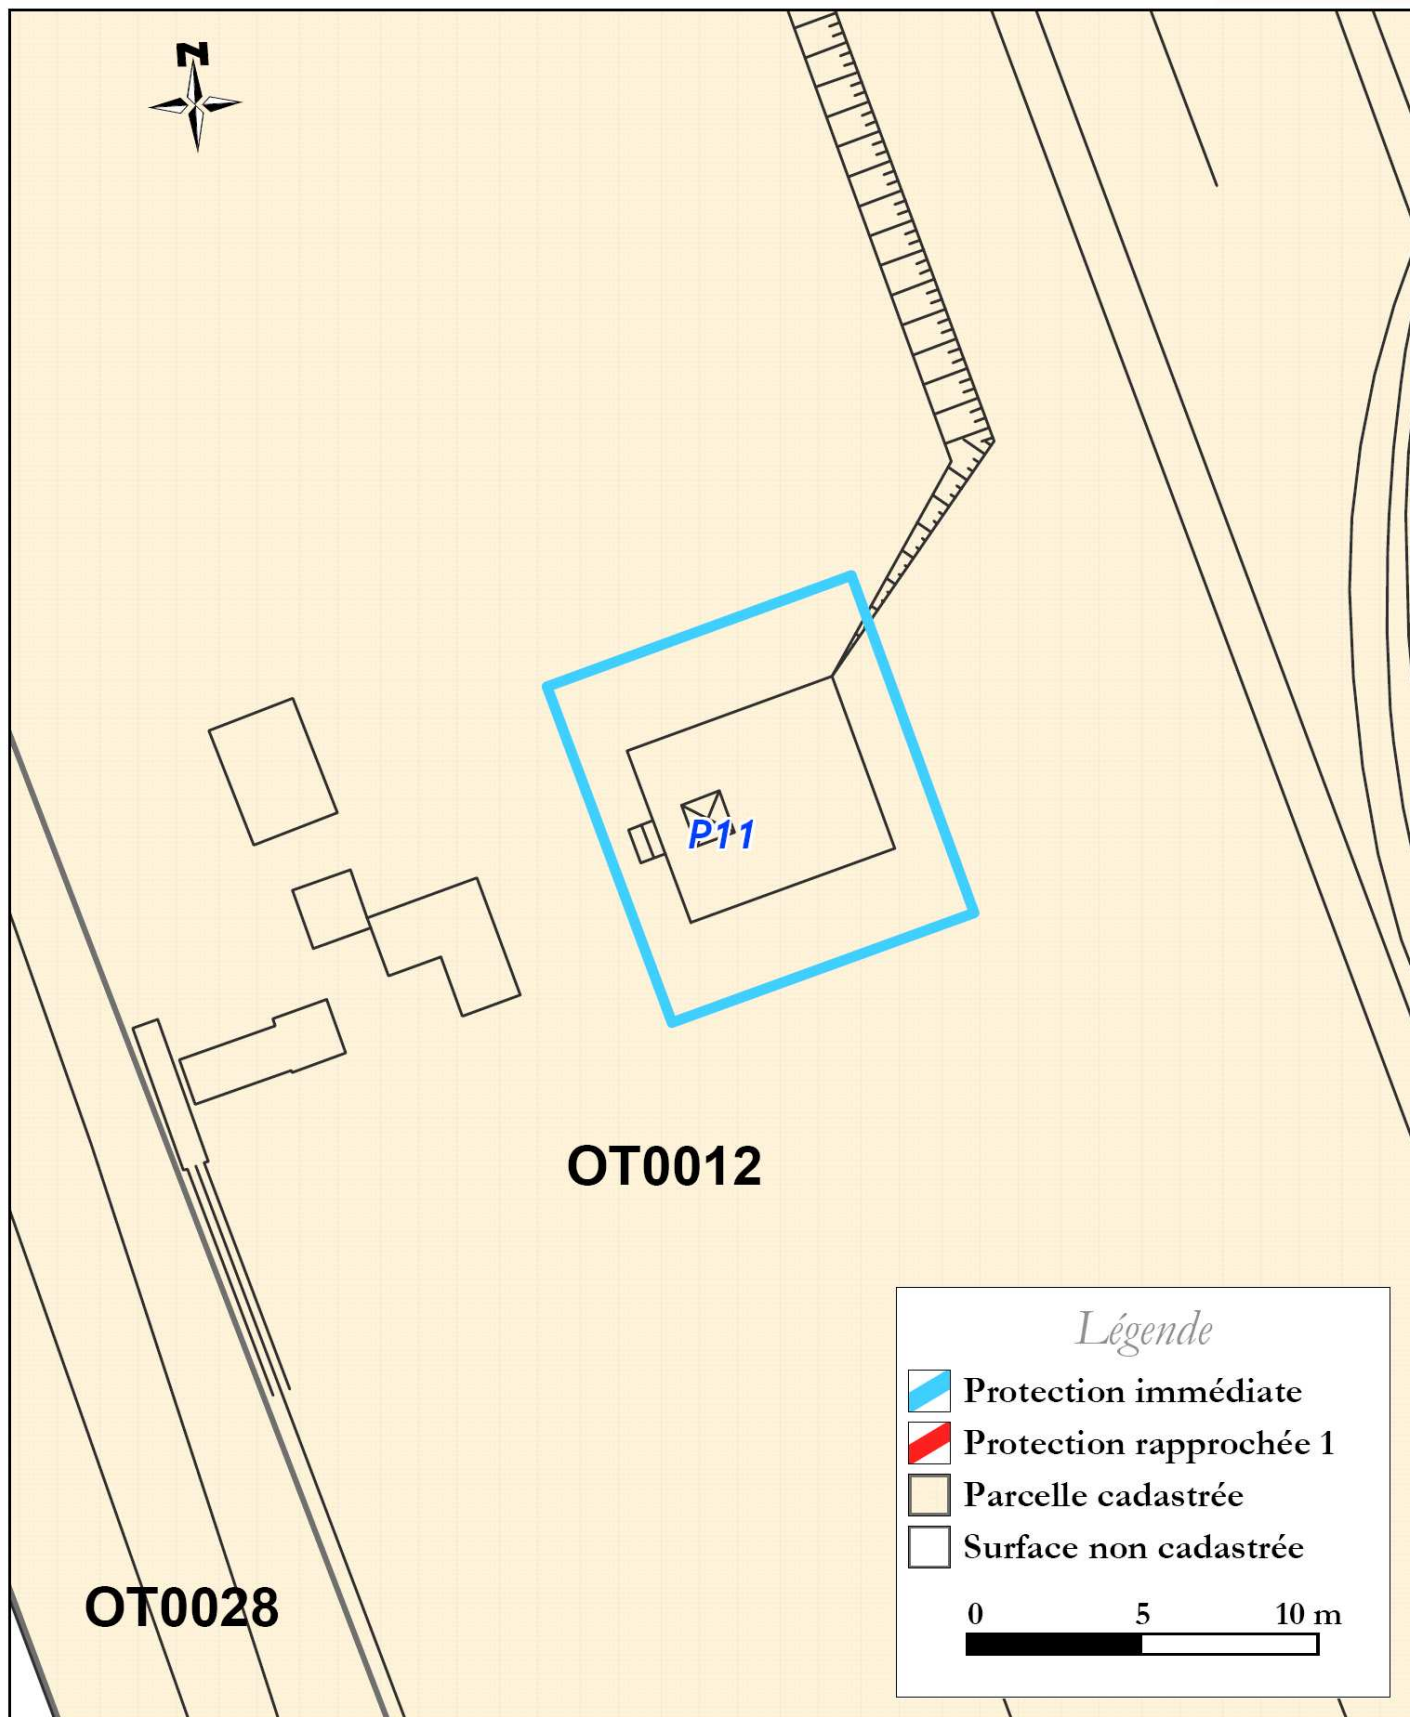 N
P11
OT0012
OT0028
Légende
Protection immédiate
Protection rapprochée 1
Parcelle cadastrée
Surface non cadastrée
0 5 10 m